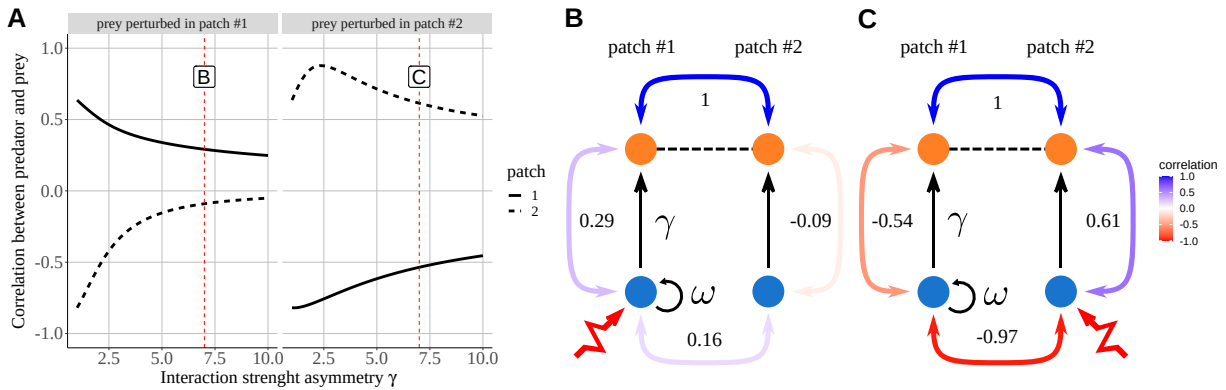 A
prey perturbed in patch #1
prey perturbed in patch #2
Correlation between predator and prey
1.0
0.5
0.0
-0.5
-1.0
B
C
2.5 5.0 7.5 10.0
2.5 5.0 7.5 10.0
Interaction strenght asymmetry γ
patch
1
2
B
patch #1 patch #2
1
0.29
γ
-0.09
ω
0.16
C
patch #1 patch #2
1
-0.54
γ
0.61
ω
-0.97
correlation
1.0
0.5
0.0
-0.5
-1.0